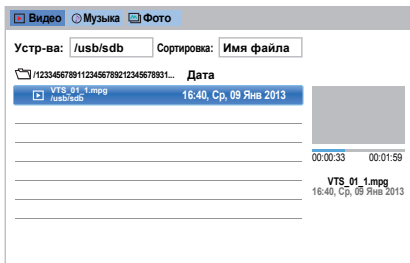 Видео Музыка Фото
Устр-ва: /usb/sdb Сортировка: Имя файла
/12334567891123456789212345678931... Дата
VTS_01_1.mpg 16:40, Ср, 09 Янв 2013
/usb/sdb
00:00:33 00:01:59
VTS_01_1.mpg
16:40, Ср, 09 Янв 2013